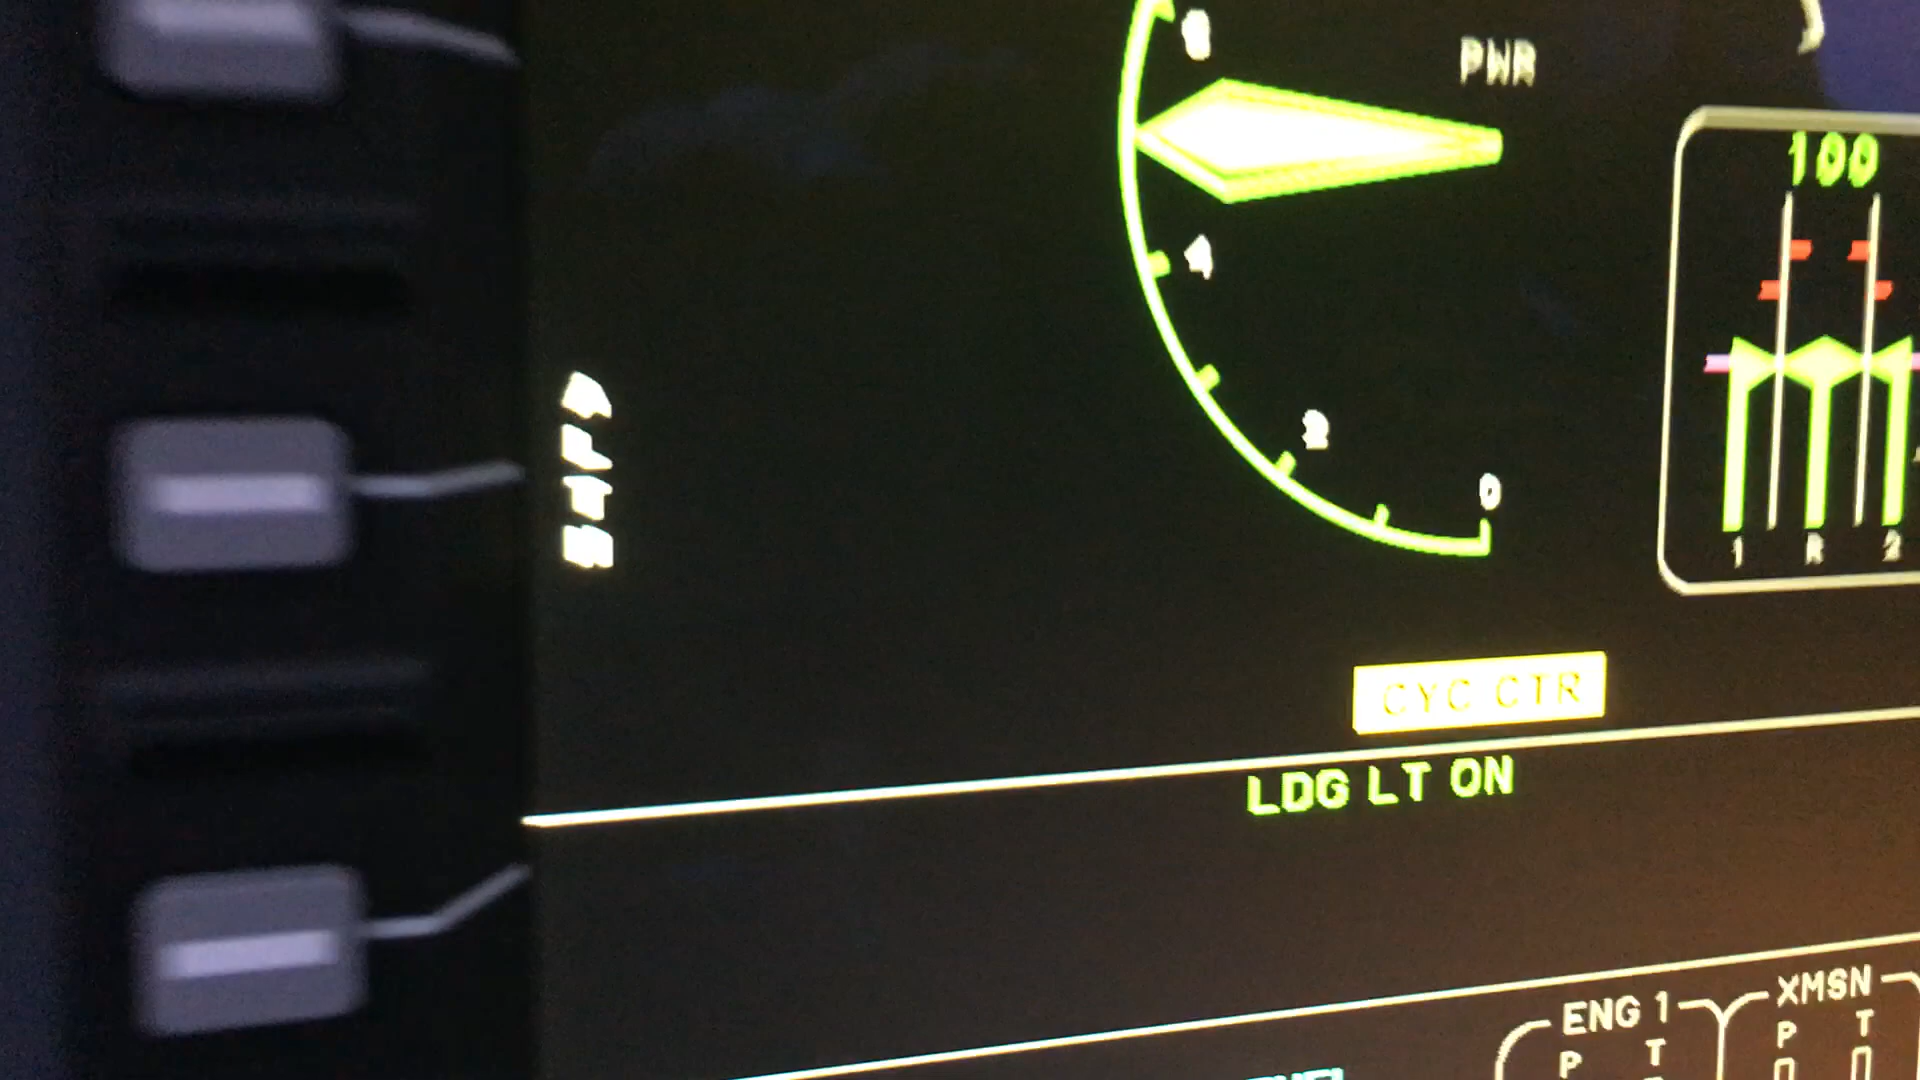 6
PWR
100
4
2
0
1 R 2
CYC CTR
LDG LT ON
ENG 1
XMSN
P T
P T